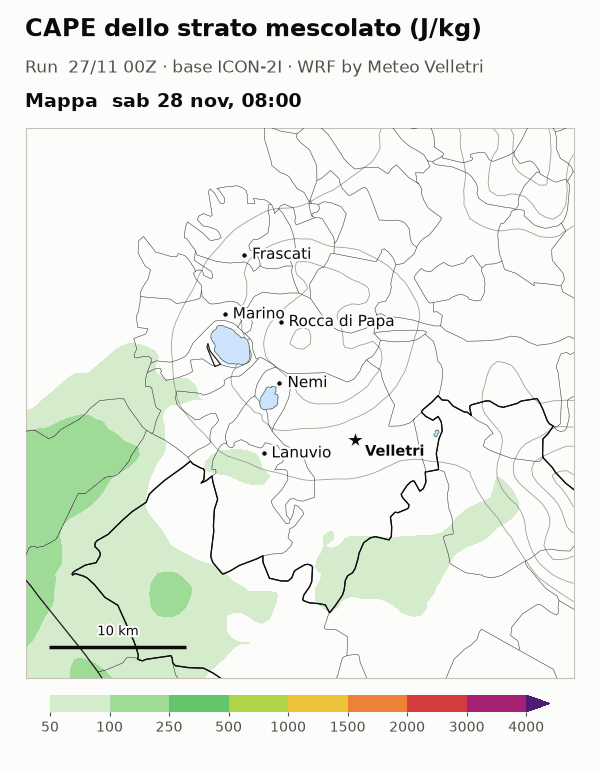 CAPE dello strato mescolato (J/kg)
Run  27/11 00Z · base ICON-2I · WRF by Meteo Velletri
Mappa  sab 28 nov, 08:00
Frascati
Marino
Rocca di Papa
Nemi
Velletri
Lanuvio
10 km
50 100 250 500 1000 1500 2000 3000 4000